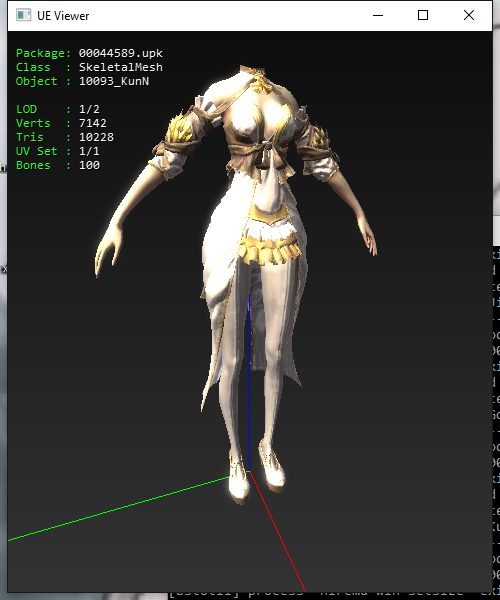 UE Viewer
Package: 00044589.upk
Class : SkeletalMesh
Object : 10093_KunN
LOD : 1/2
Verts : 7142
Tris : 10228
UV Set : 1/1
Bones : 100